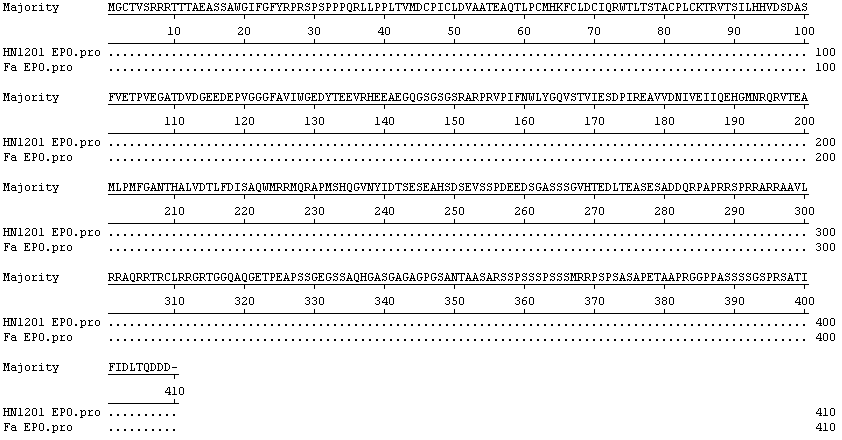 Majority MGCTVSRRRTTTAEASSAWGIFGFYRPRSPSPPPQRLLPPLTVMDCPICLDVAATEAQTLPCMHKFCLDCIQRWTLTSTACPLCKTRVTSILHHVDSDAS
10 20 30 40 50 60 70 80 90 100
HN1201 EP0.pro .................................................................................................... 100
Fa EP0.pro .................................................................................................... 100
Majority FVETPVEGATDVDGEEDEPVGGGFAVIWGEDYTEEVRHEEAEGQGSGSGSRARPRVPIFNWLYGQVSTVIESDPIREAVVDNIVEIIQEHGMNRQRVTEA
110 120 130 140 150 160 170 180 190 200
HN1201 EP0.pro .................................................................................................... 200
Fa EP0.pro .................................................................................................... 200
Majority MLPMFGANTHALVDTLFDISAQWMRRMQRAPMSHQGVNYIDTSESEAHSDSEVSSPDEEDSGASSSGVHTEDLTEASESADDQRPAPRRSPRRARRAAVL
210 220 230 240 250 260 270 280 290 300
HN1201 EP0.pro .................................................................................................... 300
Fa EP0.pro .................................................................................................... 300
Majority RRAQRRTRCLRRGRTGGQAQGETPEAPSSGEGSSAQHGASGAGAGPGSANTAASARSSPSSSPSSSMRRPSPSASAPETAAPRGGPPASSSSGSPRSATI
310 320 330 340 350 360 370 380 390 400
HN1201 EP0.pro .................................................................................................... 400
Fa EP0.pro .................................................................................................... 400
Majority FIDLTQDDD-
410
HN1201 EP0.pro .......... 410
Fa EP0.pro .......... 410